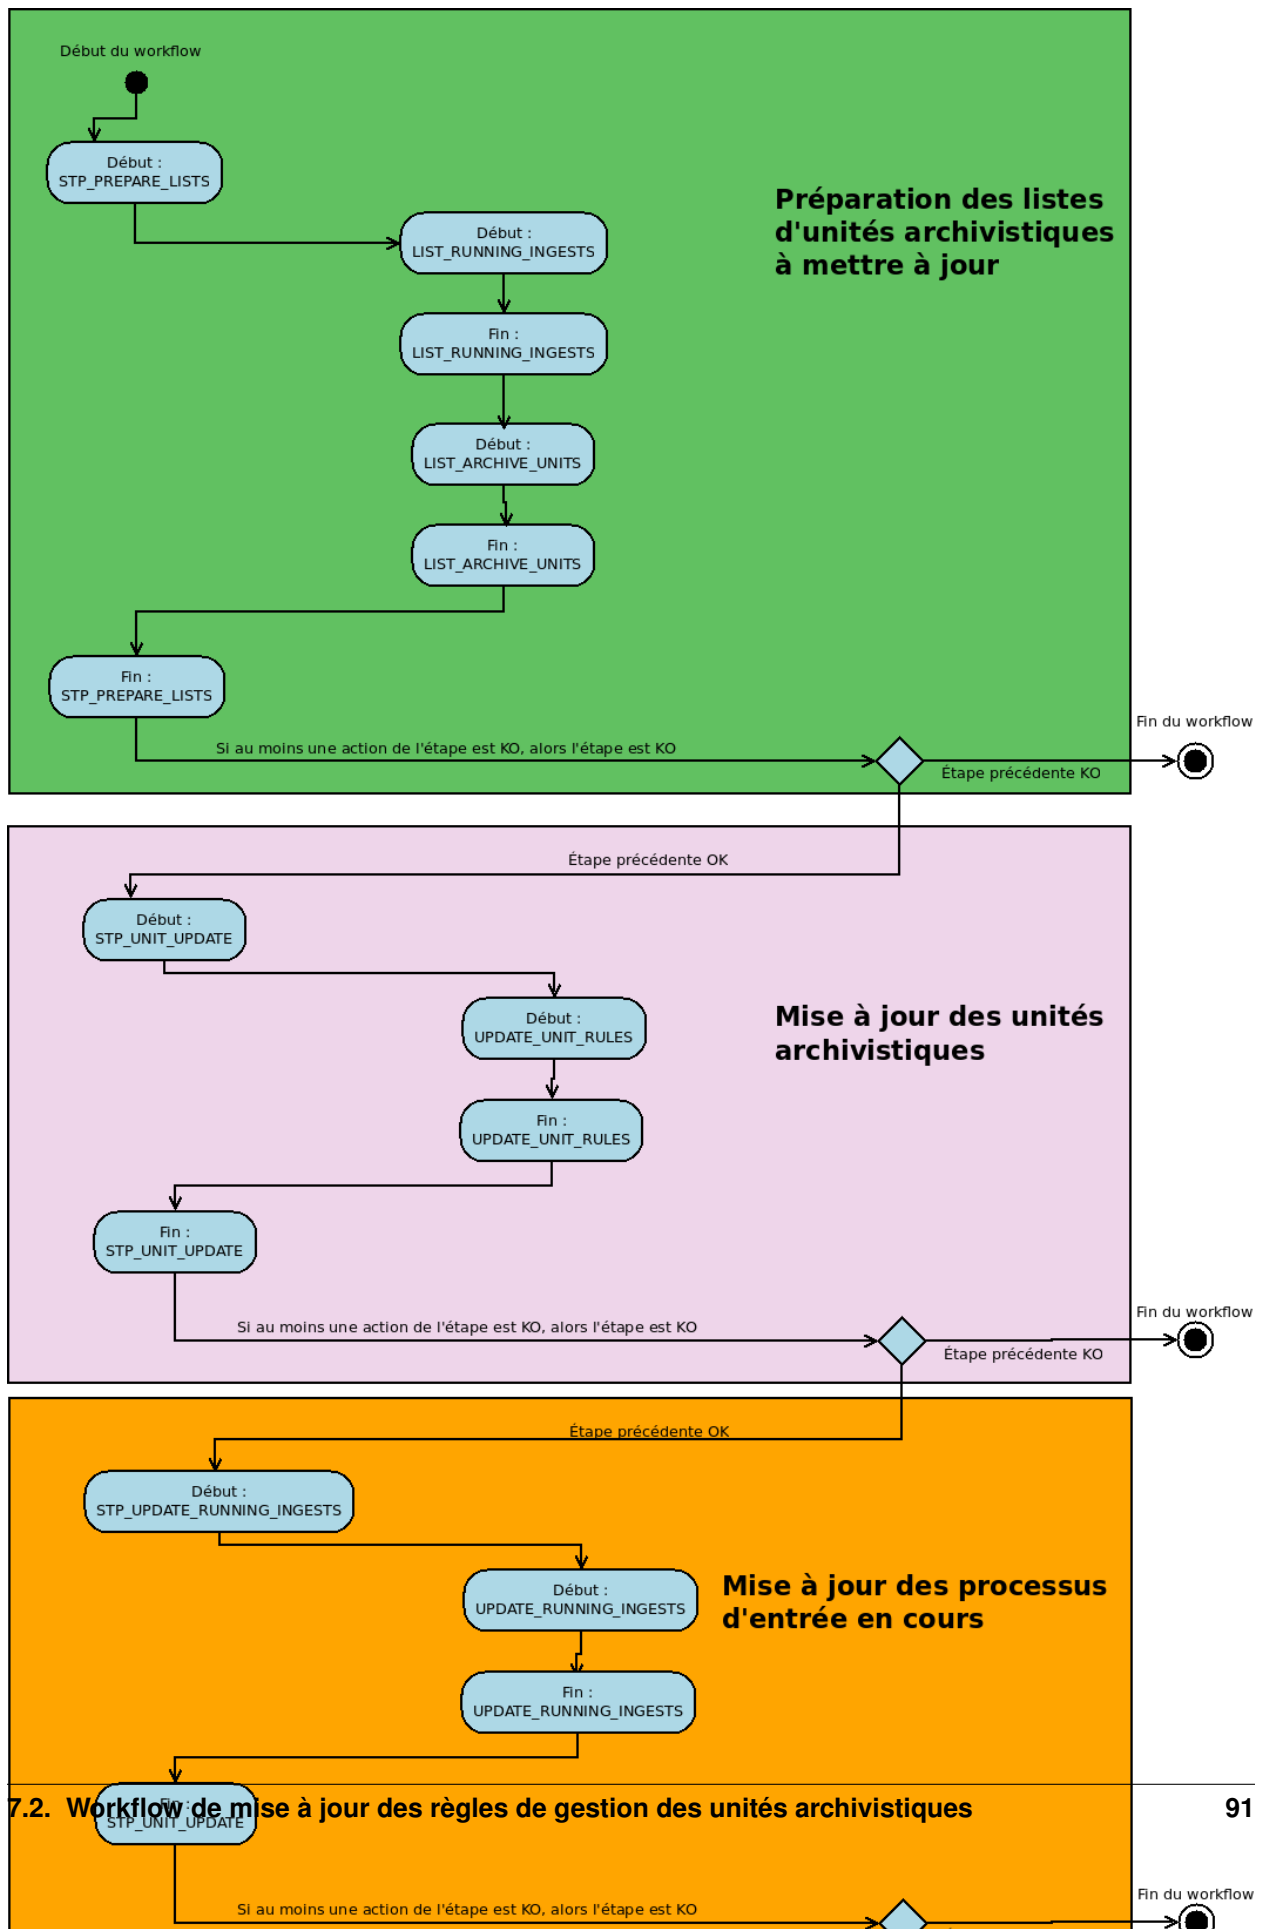 Début du workflow
Début :
STP_PREPARE_LISTS
Préparation des listes
d'unités archivistiques
à mettre à jour
Début :
LIST_RUNNING_INGESTS
Fin :
LIST_RUNNING_INGESTS
Début :
LIST_ARCHIVE_UNITS
Fin :
LIST_ARCHIVE_UNITS
Fin :
STP_PREPARE_LISTS
Fin du workflow
Si au moins une action de l'étape est KO, alors l'étape est KO
Étape précédente KO
Étape précédente OK
Début :
STP_UNIT_UPDATE
Mise à jour des unités
archivistiques
Début :
UPDATE_UNIT_RULES
Fin :
UPDATE_UNIT_RULES
Fin :
STP_UNIT_UPDATE
Fin du workflow
Si au moins une action de l'étape est KO, alors l'étape est KO
Étape précédente KO
Étape précédente OK
Début :
STP_UPDATE_RUNNING_INGESTS
Mise à jour des processus
d'entrée en cours
Début :
UPDATE_RUNNING_INGESTS
Fin :
UPDATE_RUNNING_INGESTS
Fin :
STP_UNIT_UPDATE
7.2. Workflow de mise à jour des règles de gestion des unités archivistiques 91
Fin du workflow
Si au moins une action de l'étape est KO, alors l'étape est KO